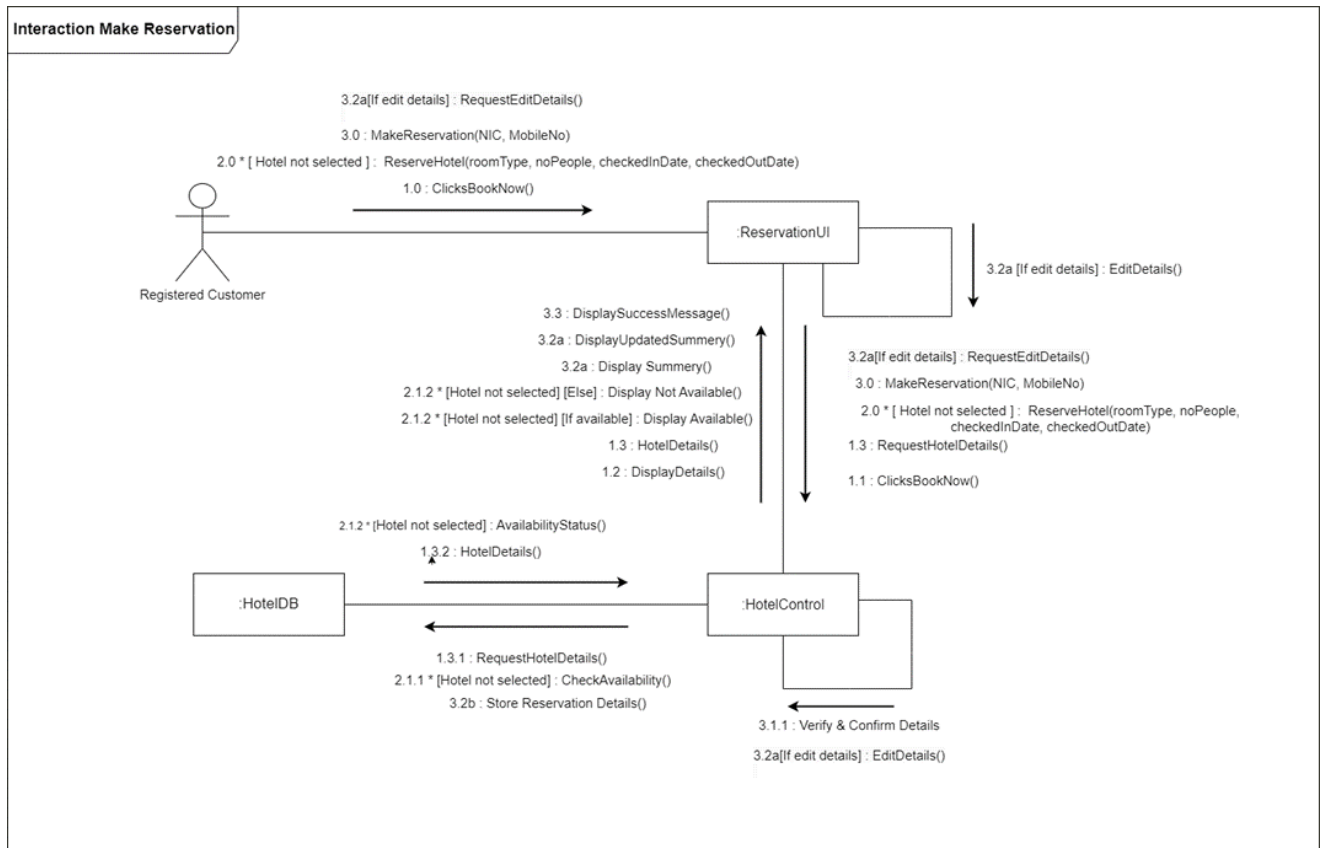 Interaction Make Reservation
3.2a[If edit details] : RequestEditDetails()
3.0 : MakeReservation(NIC, MobileNo)
2.0 * [ Hotel not selected ] :  ReserveHotel(roomType, noPeople, checkedInDate, checkedOutDate)
1.0 : ClicksBookNow()
:ReservationUI
Registered Customer
3.2a [If edit details] : EditDetails()
3.3 : DisplaySuccessMessage()
3.2a : DisplayUpdatedSummery()
3.2a : Display Summery()
2.1.2 * [Hotel not selected] [Else] : Display Not Available()
2.1.2 * [Hotel not selected] [If available] : Display Available()
1.3 : HotelDetails()
1.2 : DisplayDetails()
3.2a[If edit details] : RequestEditDetails()
3.0 : MakeReservation(NIC, MobileNo)
2.0 * [ Hotel not selected ] :  ReserveHotel(roomType, noPeople,
checkedInDate, checkedOutDate)
1.3 : RequestHotelDetails()
1.1 : ClicksBookNow()
2.1.2 * [Hotel not selected] : AvailabilityStatus()
1.3.2 : HotelDetails()
:HotelDB
:HotelControl
1.3.1 : RequestHotelDetails()
2.1.1 * [Hotel not selected] : CheckAvailability()
3.2b : Store Reservation Details()
3.1.1 : Verify & Confirm Details
3.2a[If edit details] : EditDetails()